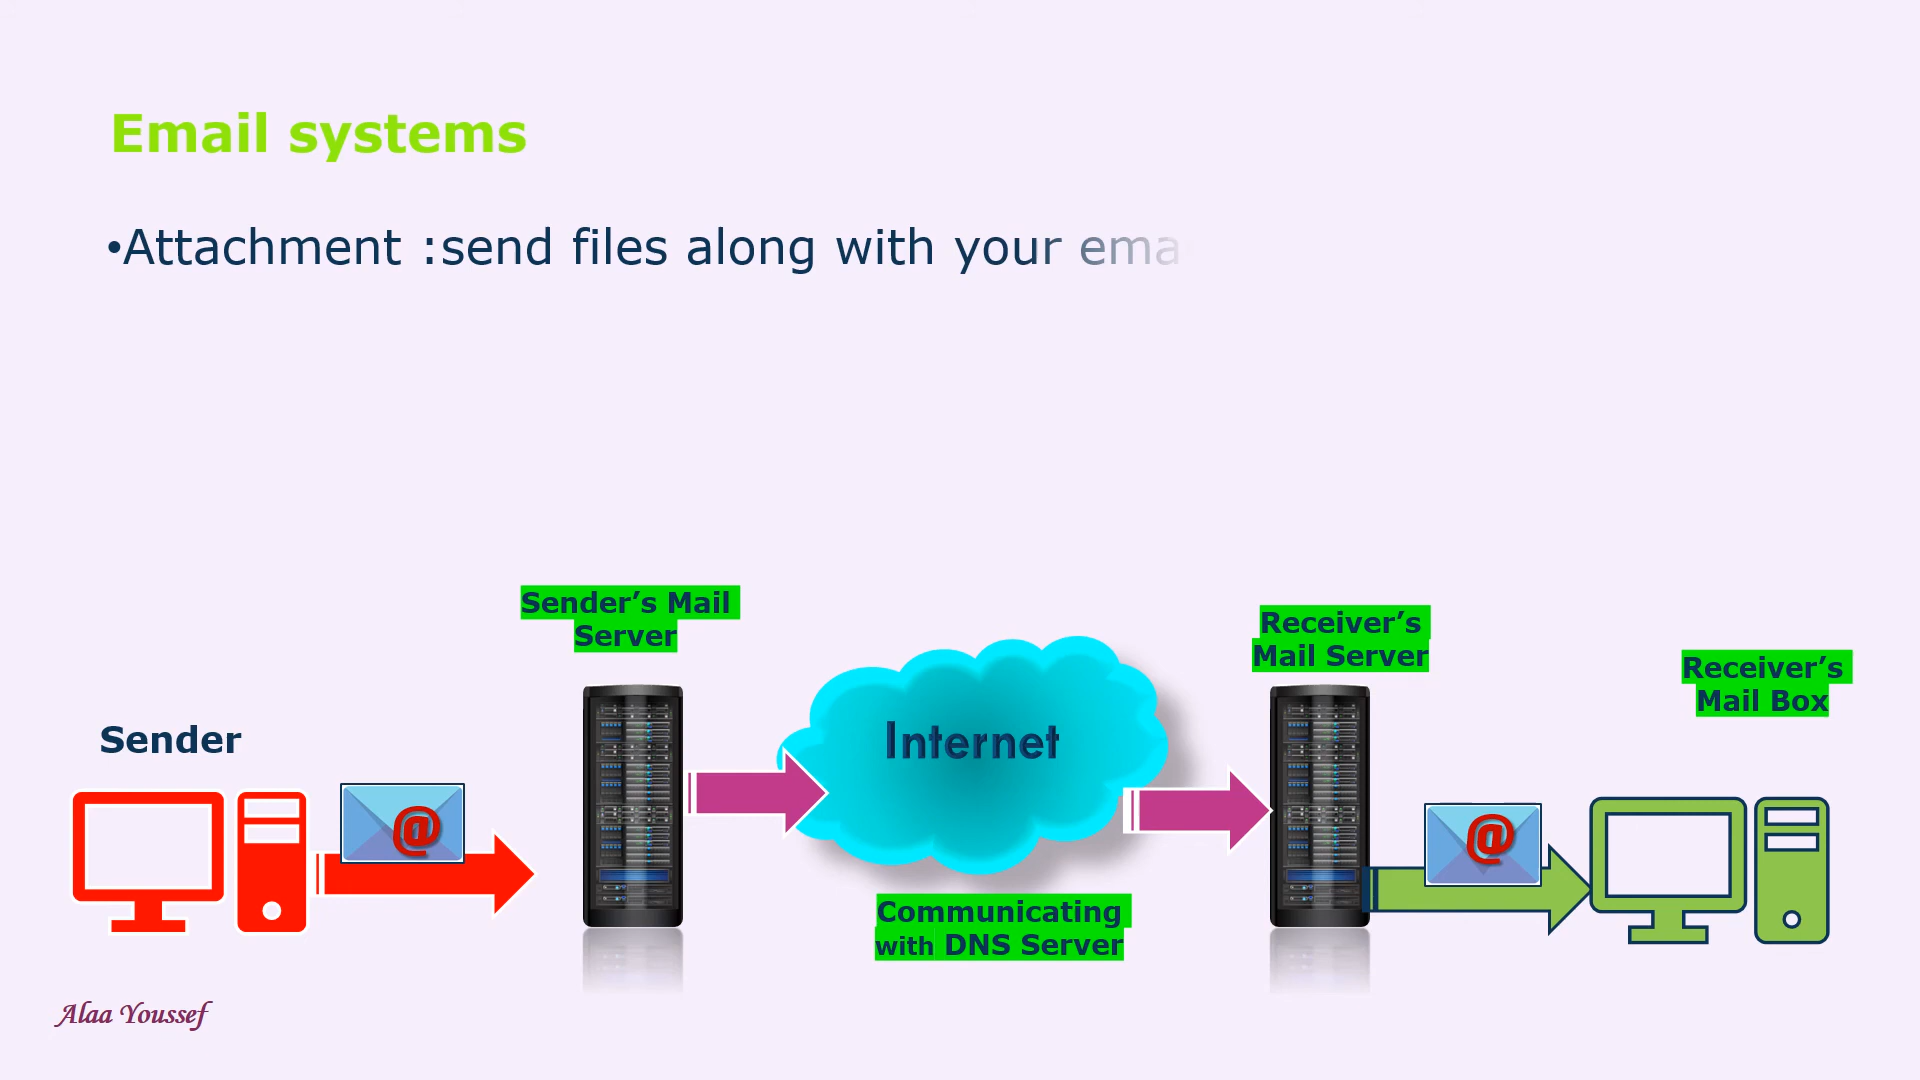 Email systems
•Attachment :send files along with your ema
Sender's Mail
Server
Receiver's
Mail Server
Receiver's
Mail Box
Sender
Internet
@
@
Communicating
with DNS Server
Alaa Youssef